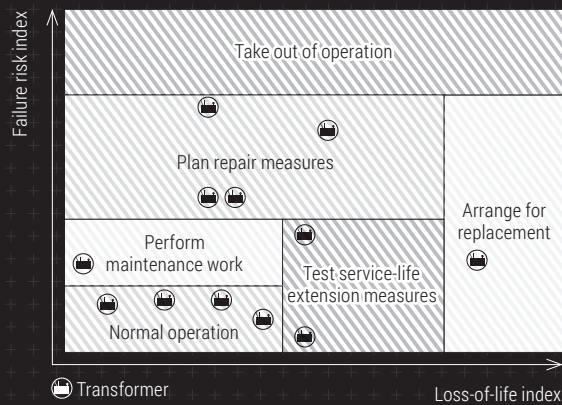 Failure risk index
Take out of operation
Plan repair measures
Arrange for
replacement
Perform
maintenance work
Test service-life
extension measures
Normal operation
Transformer
Loss-of-life index